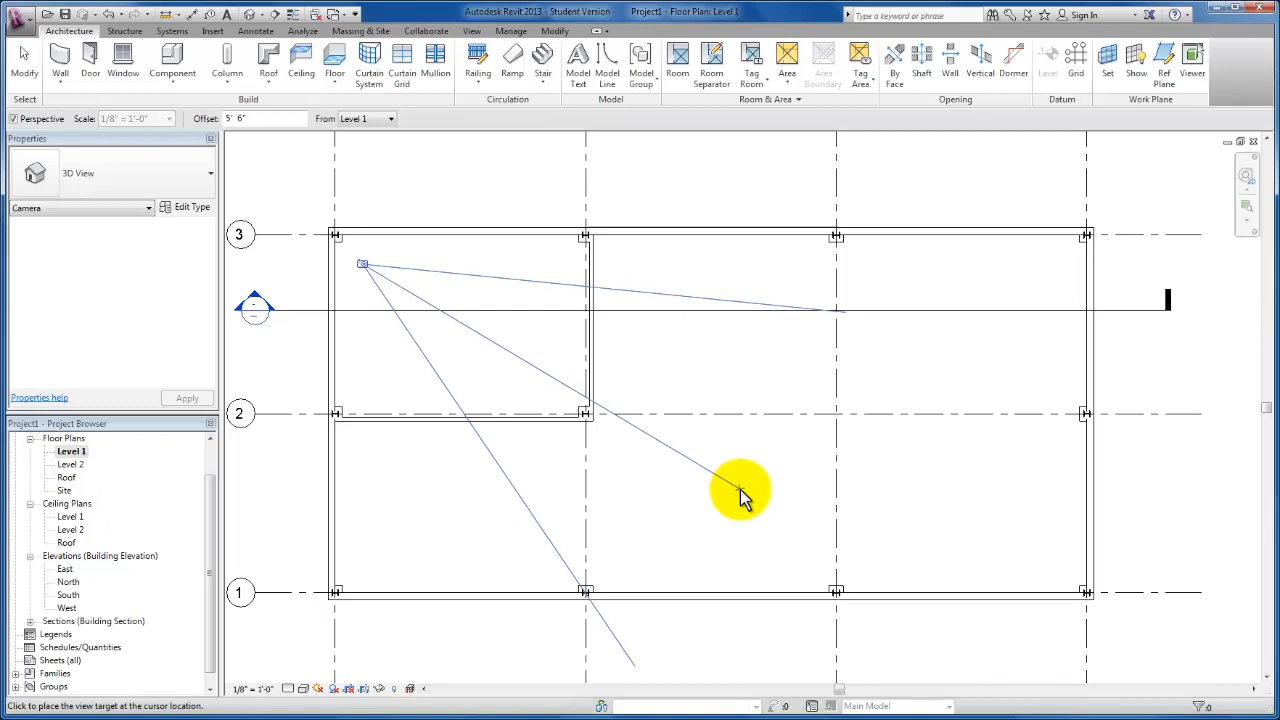 Autodesk Revit 2013 - Student Version - Project1 - Floor Plan: Level 1
Type a keyword or phrase
Sign In
Architecture Structure Systems Insert Annotate Analyze Massing & Site Collaborate View Manage Modify
Modify Wall Door Window Component Column Roof Ceiling Floor Curtain System Curtain Grid Mullion Railing Ramp Stair Model Text Model Line Model Group Room Room Separator Tag Room Area Area Boundary Tag Area By Face Shaft Wall Vertical Dormer Level Grid Set Show Ref Plane Viewer
Select Build Circulation Model Room & Area Opening Datum Work Plane
Perspective Scale: 1/8" = 1'-0" Offset: 5' 6" From Level 1
Properties
3D View
Camera Edit Type
Properties help Apply
Project1 - Project Browser
Floor Plans
Level 1
Level 2
Roof
Site
Ceiling Plans
Level 1
Level 2
Roof
Elevations (Building Elevation)
East
North
South
West
Sections (Building Section)
Legends
Schedules/Quantities
Sheets (all)
Families
Groups
3
2
1
1/8" = 1'-0"
Click to place the view target at the cursor location.
:0 Main Model :0